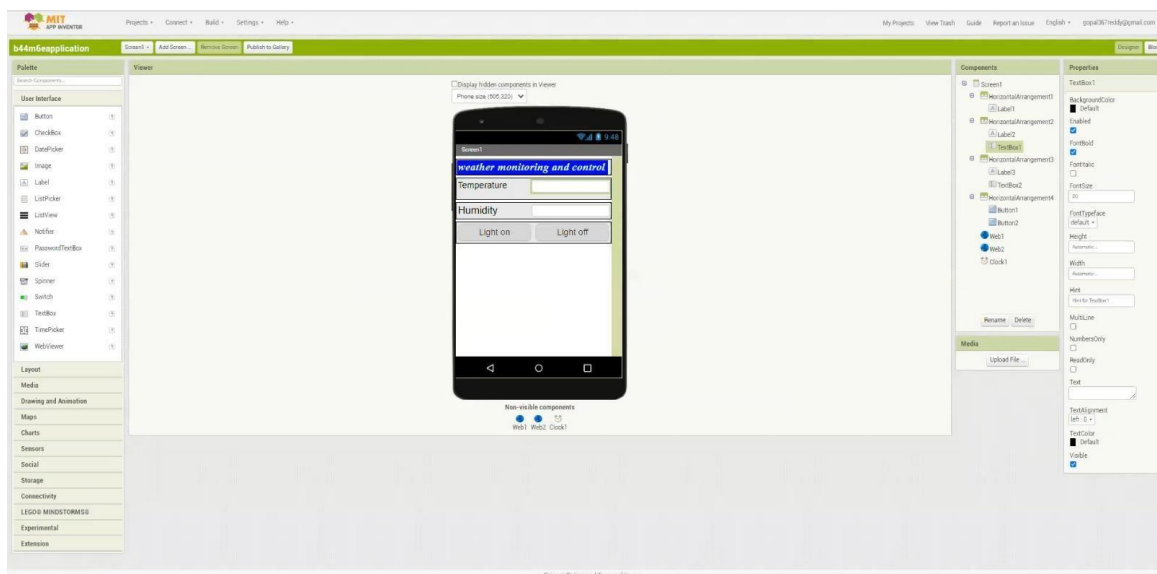 MIT
APP INVENTOR
Projects Connect Build Settings Help
My Projects View Trash Guide Report an Issue English
b44m6eapplication
Screen1 Add Screen ... Remove Screen Publish to Gallery
Designer
Palette
Search Components...
User Interface
Button
CheckBox
DatePicker
Image
Label
ListPicker
ListView
Notifier
PasswordTextBox
Slider
Spinner
Switch
TextBox
TimePicker
WebViewer
Layout
Media
Drawing and Animation
Maps
Charts
Sensors
Social
Storage
Connectivity
LEGO® MINDSTORMS®
Experimental
Extension
Viewer
Display hidden components in Viewer
Phone size (505,320)
9:48
Screen1
weather monitoring and control
Temperature
Humidity
Light on Light off
Non-visible components
Web1 Web2 Clock1
Components
Screen1
HorizontalArrangement1
Label1
HorizontalArrangement2
Label2
TextBox1
HorizontalArrangement3
Label3
TextBox2
HorizontalArrangement4
Button1
Button2
Web1
Web2
Clock1
Rename Delete
Media
Upload File ...
Properties
TextBox1
BackgroundColor
Default
Enabled
FontBold
FontItalic
FontSize
20
FontTypeface
default
Height
Automatic...
Width
Automatic...
Hint
Hint for TextBox1
MultiLine
NumbersOnly
ReadOnly
Text
TextAlignment
left : 0
TextColor
Default
Visible